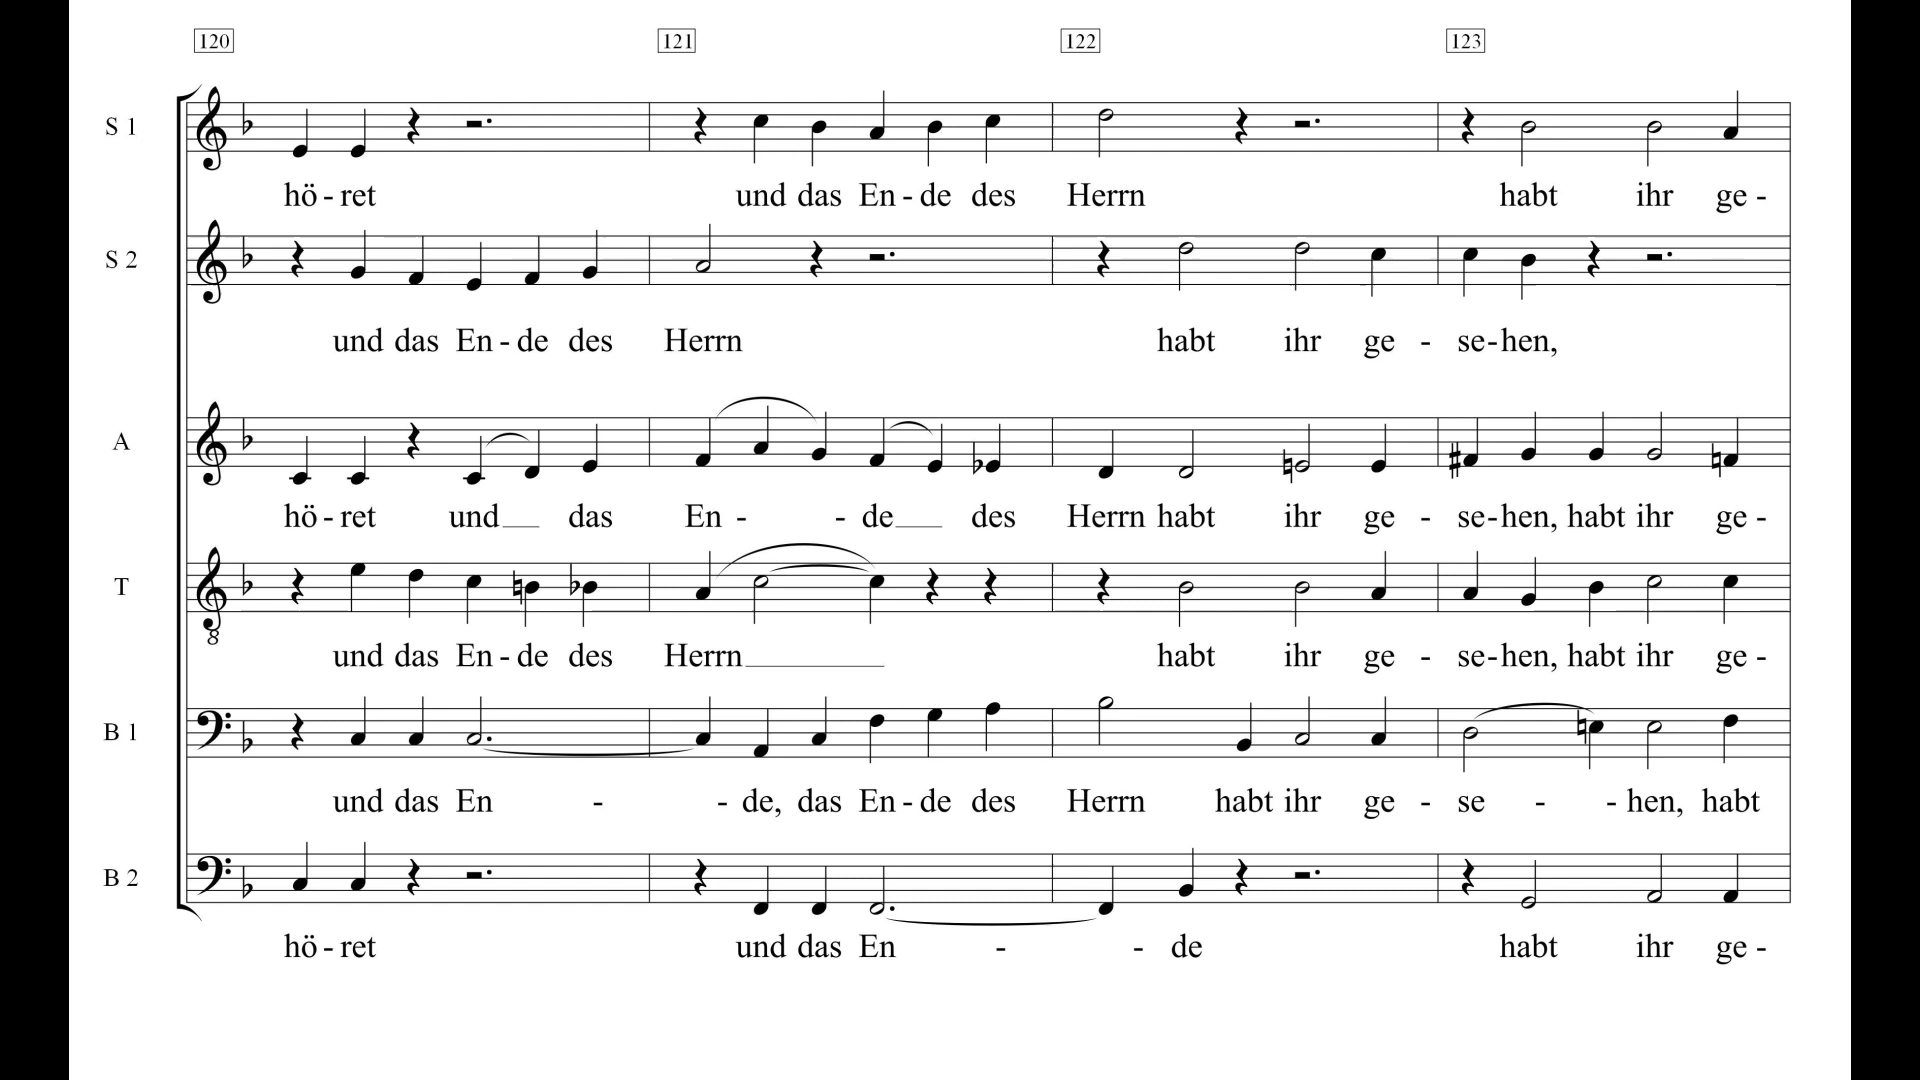 120 121 122 123
S 1
hö - ret und das En - de des Herrn habt ihr ge -
S 2
und das En - de des Herrn habt ihr ge - se - hen,
A
hö - ret und das En - - de des Herrn habt ihr ge - se - hen, habt ihr ge -
T
8
und das En - de des Herrn habt ihr ge - se - hen, habt ihr ge -
B 1
und das En - - de, das En - de des Herrn habt ihr ge - se - - hen, habt
B 2
hö - ret und das En - - de habt ihr ge -